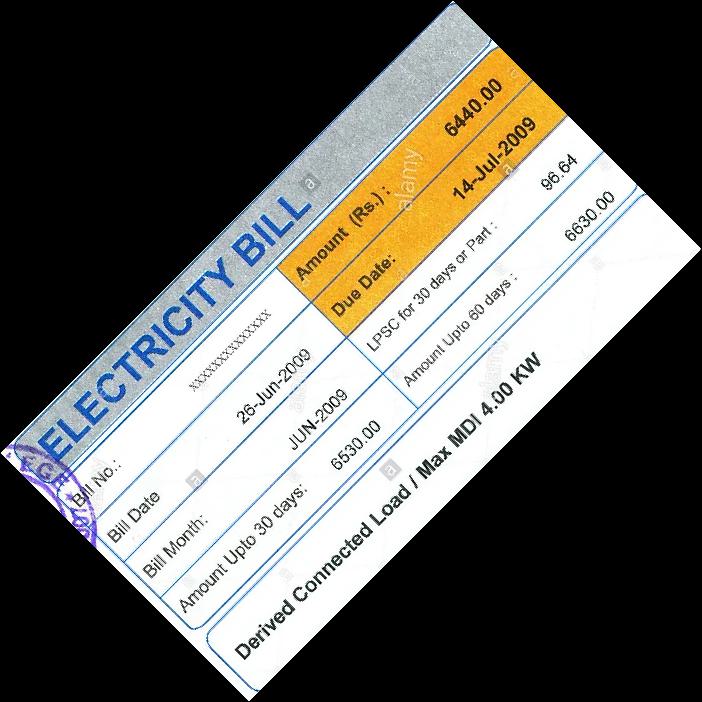 ELECTRICITY BILL
Bill No.: xxxxxxxxxxxxxxx
Amount (Rs.) : 6440.00
Bill Date 26-Jun-2009
Due Date: 14-Jul-2009
Bill Month: JUN-2009
LPSC for 30 days or Part : 96.64
Amount Upto 30 days: 6530.00
Amount Upto 60 days : 6630.00
Derived Connected Load / Max MDI 4.00 KW
alamy